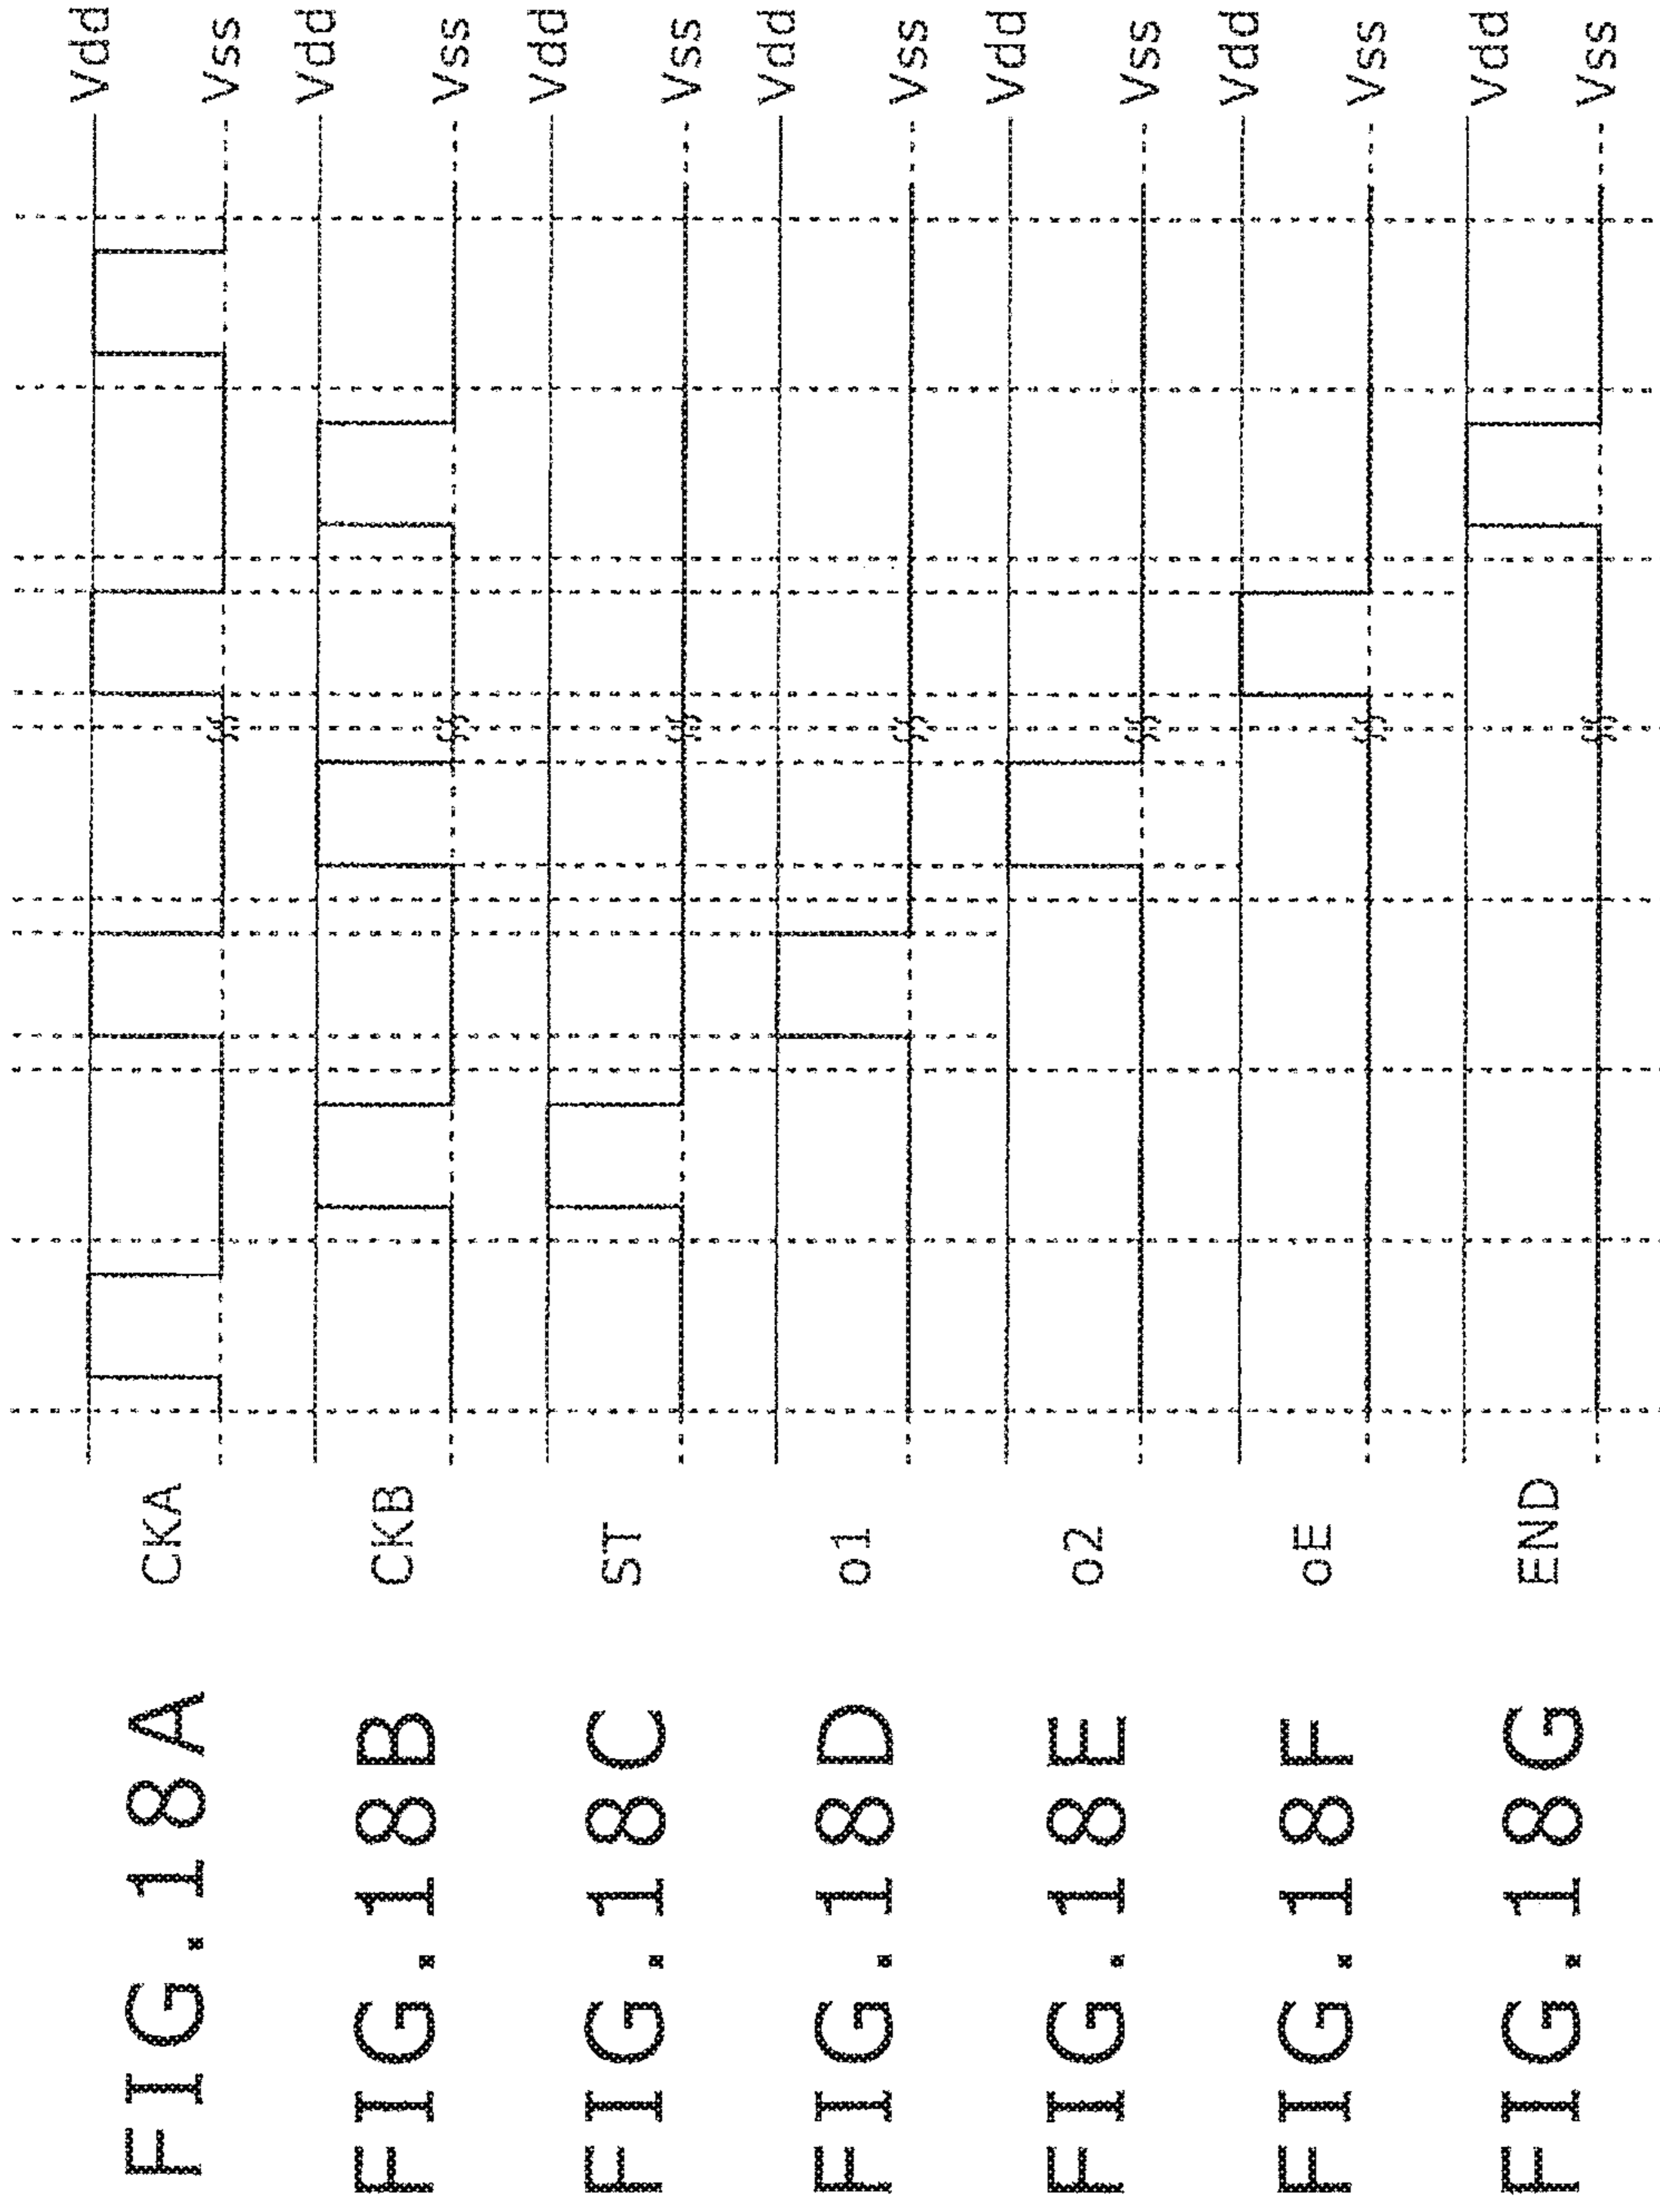 FIG.18A CKA Vdd Vss
FIG.18B CKB Vdd Vss
FIG.18C ST Vdd Vss
FIG.18D o1 Vdd Vss
FIG.18E o2 Vdd Vss
FIG.18F oE Vdd Vss
FIG.18G END Vdd Vss